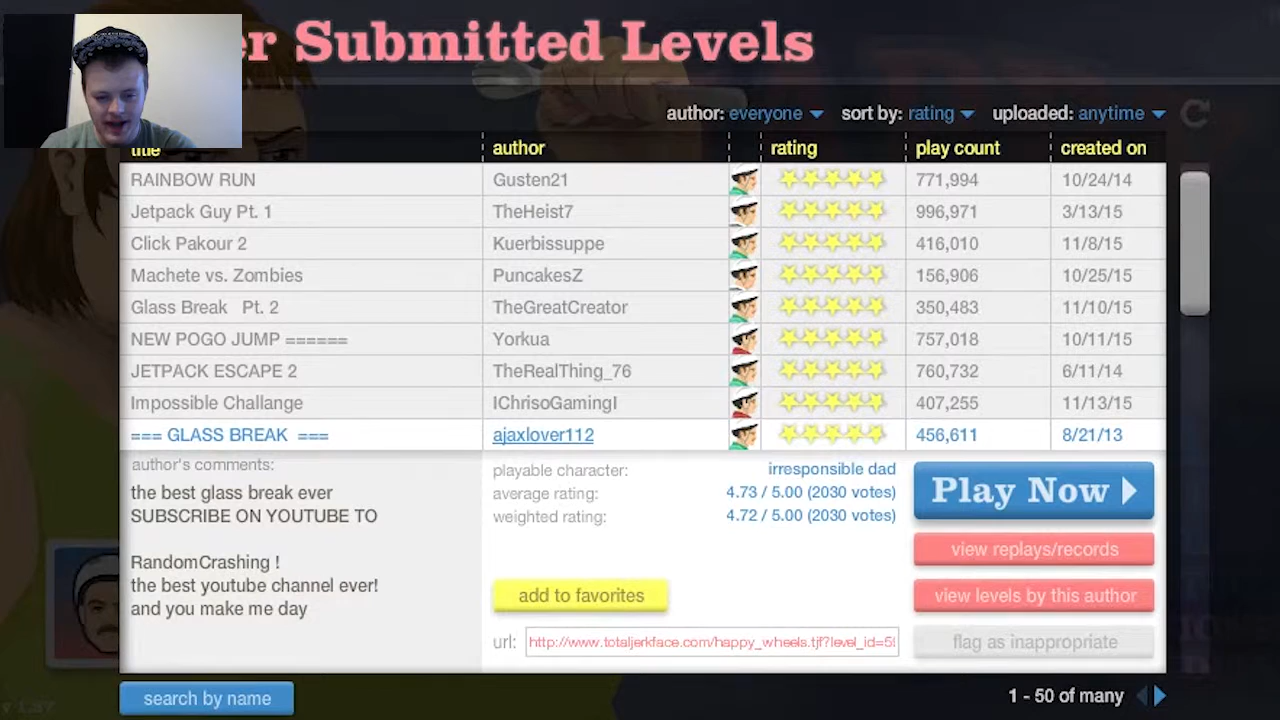 er Submitted Levels
author: everyone sort by: rating uploaded: anytime
title author rating play count created on
RAINBOW RUN Gusten21 771,994 10/24/14
Jetpack Guy Pt. 1 TheHeist7 996,971 3/13/15
Click Pakour 2 Kuerbissuppe 416,010 11/8/15
Machete vs. Zombies PuncakesZ 156,906 10/25/15
Glass Break Pt. 2 TheGreatCreator 350,483 11/10/15
NEW POGO JUMP ====== Yorkua 757,018 10/11/15
JETPACK ESCAPE 2 TheRealThing_76 760,732 6/11/14
Impossible Challange IChrisoGamingI 407,255 11/13/15
=== GLASS BREAK === ajaxlover112 456,611 8/21/13
author's comments:
the best glass break ever
SUBSCRIBE ON YOUTUBE TO
RandomCrashing !
the best youtube channel ever!
and you make me day
playable character: irresponsible dad
average rating: 4.73 / 5.00 (2030 votes)
weighted rating: 4.72 / 5.00 (2030 votes)
add to favorites
url: http://www.totaljerkface.com/happy_wheels.tjf?level_id=5
Play Now
view replays/records
view levels by this author
flag as inappropriate
search by name
1 - 50 of many